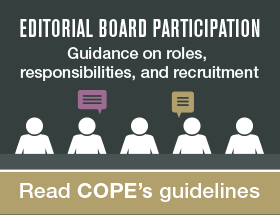 EDITORIAL BOARD PARTICIPATION
Guidance on roles,
responsibilities, and recruitment
Read COPE's guidelines